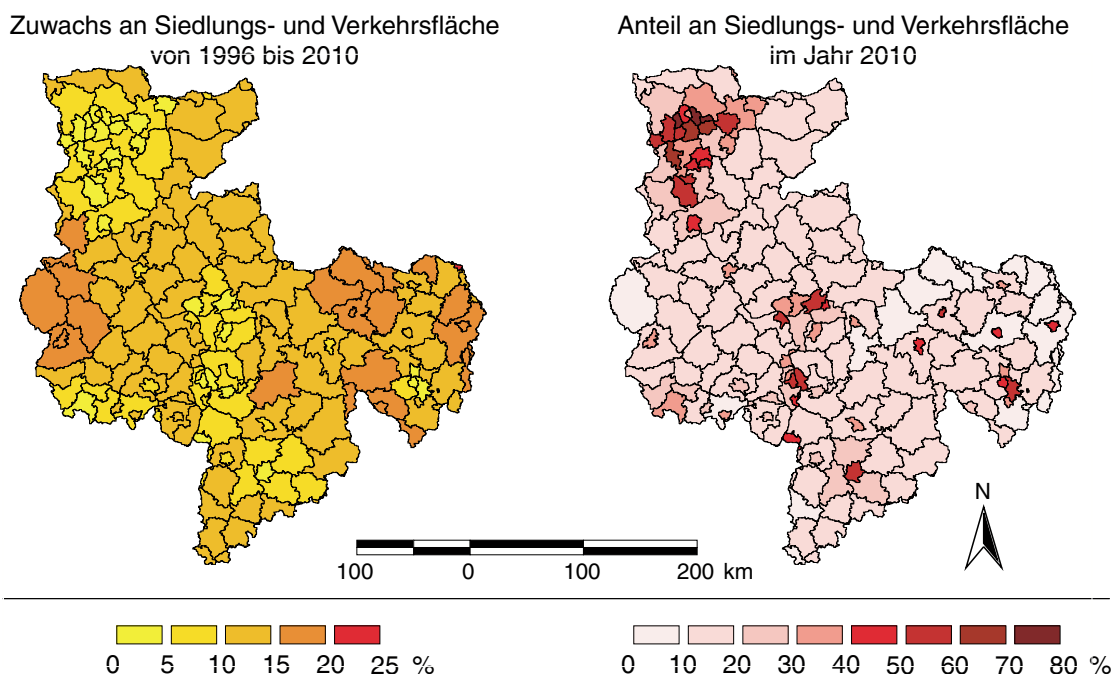 Zuwachs an Siedlungs- und Verkehrsfläche
von 1996 bis 2010
Anteil an Siedlungs- und Verkehrsfläche
im Jahr 2010
N
100 0 100 200 km
0 5 10 15 20 25 %
0 10 20 30 40 50 60 70 80 %